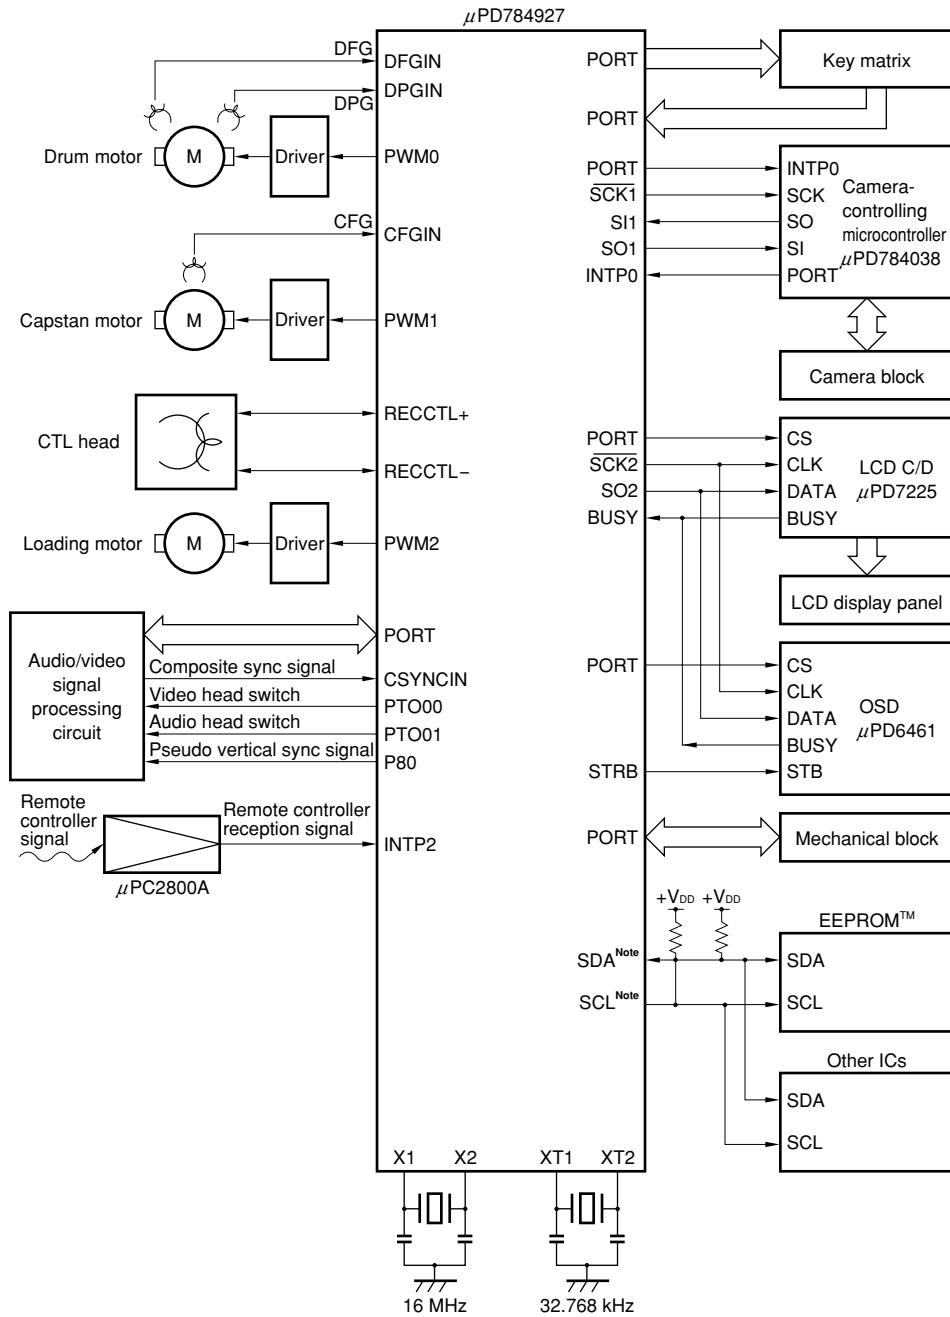 μPD784927
DFG
DFGIN
DPGIN
DPG
Drum motor
M
Driver
PWM0
CFG
CFGIN
Capstan motor
M
Driver
PWM1
CTL head
RECCTL+
RECCTL−
Loading motor
M
Driver
PWM2
Audio/video
signal
processing
circuit
PORT
Composite sync signal
CSYNCIN
Video head switch
PTO00
Audio head switch
PTO01
Pseudo vertical sync signal
P80
Remote
controller
signal
Remote controller
reception signal
INTP2
μPC2800A
PORT
Key matrix
PORT
PORT
SCK1
SI1
SO1
INTP0
INTP0
SCK
SO
SI
PORT
Camera-
controlling
microcontroller
μPD784038
Camera block
PORT
SCK2
SO2
BUSY
CS
CLK
DATA
BUSY
LCD C/D
μPD7225
LCD display panel
PORT
STRB
CS
CLK
DATA
BUSY
STB
OSD
μPD6461
PORT
Mechanical block
+VDD
+VDD
EEPROM™
SDA Note
SCL Note
SDA
SCL
Other ICs
SDA
SCL
X1
X2
XT1
XT2
16 MHz
32.768 kHz